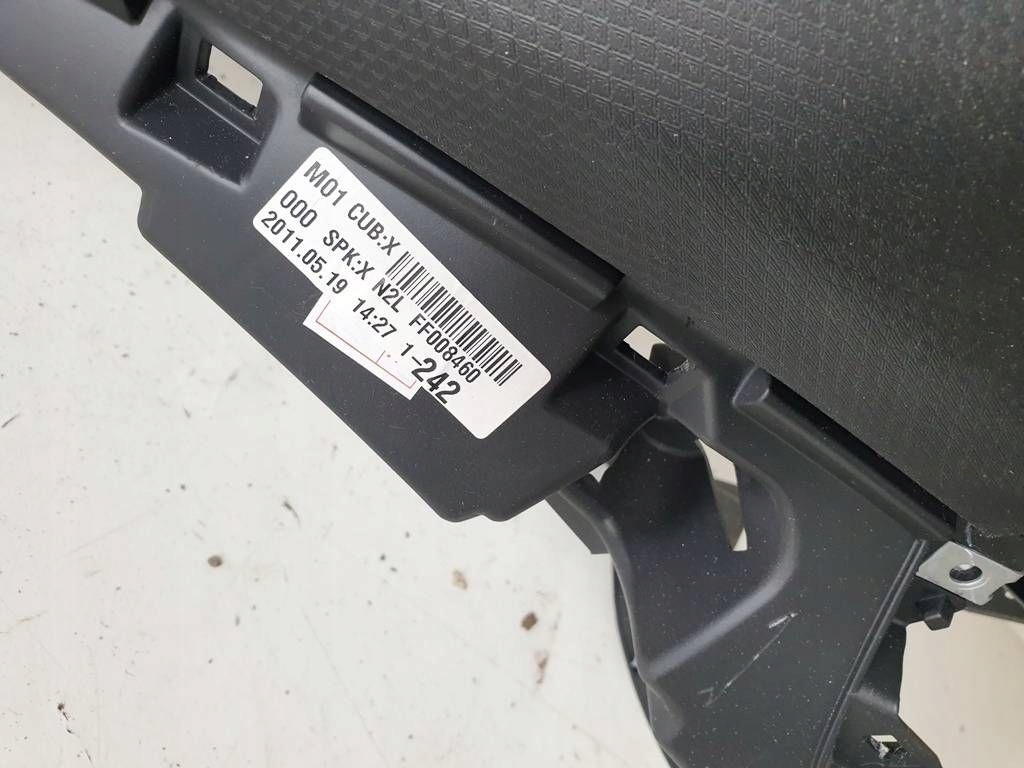 M01 CUB:X
000 SPK:X N2L FF008460
2011.05.19 14:27 1-242